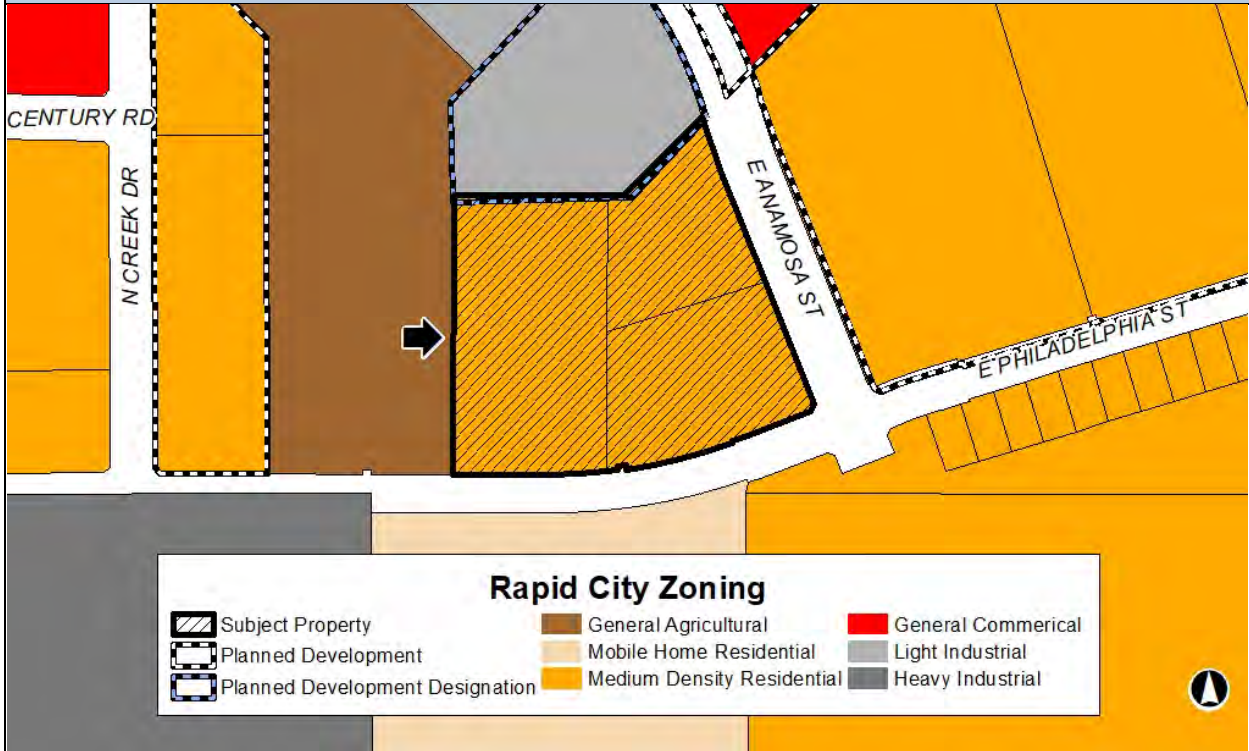 CENTURY RD
N CREEK DR
E ANAMOSA ST
E PHILADELPHIA ST
Rapid City Zoning
Subject Property
Planned Development
Planned Development Designation
General Agricultural
Mobile Home Residential
Medium Density Residential
General Commerical
Light Industrial
Heavy Industrial